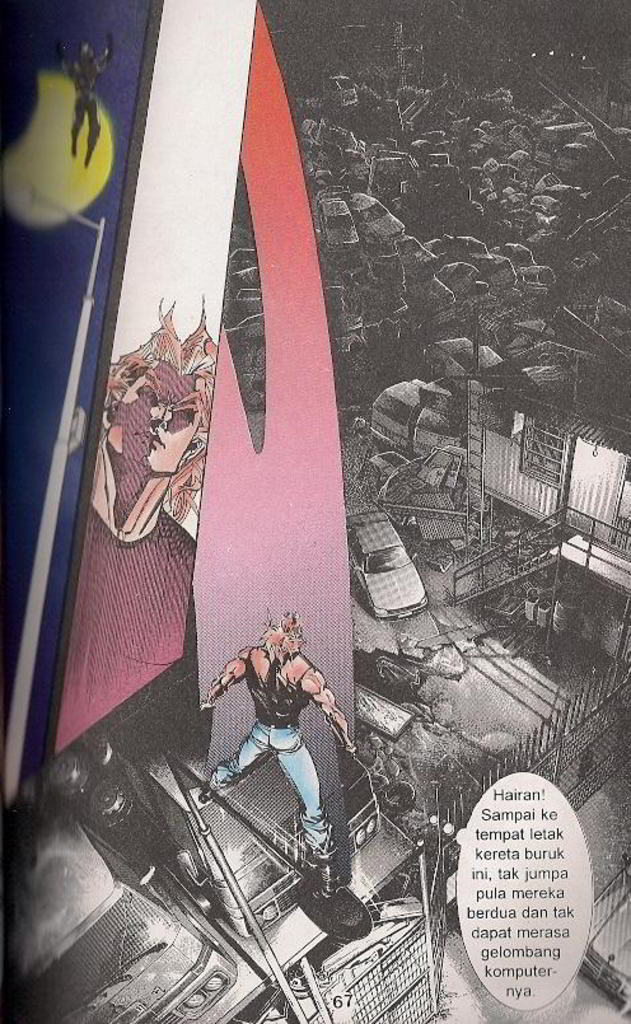 Hairan!
Sampai ke
tempat letak
kereta buruk
ini, tak jumpa
pula mereka
berdua dan tak
dapat merasa
gelombang
komputer-
nya.
67